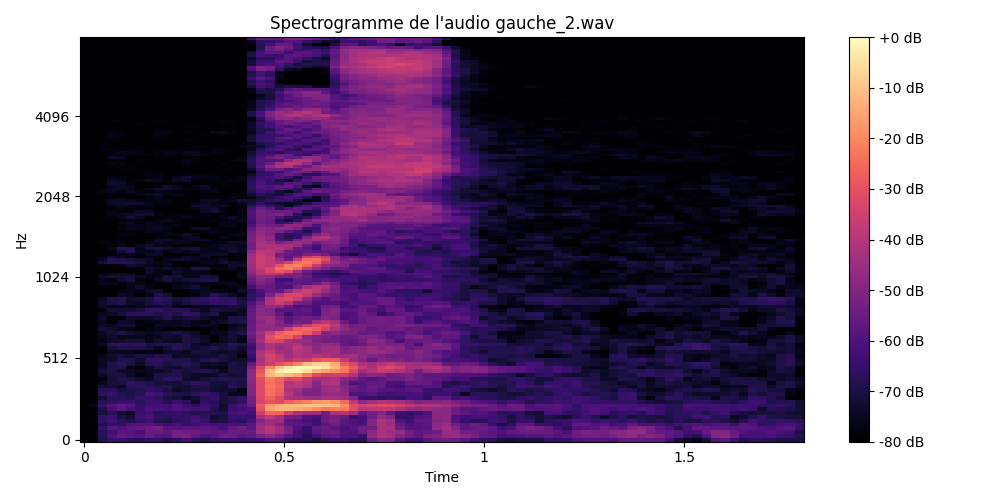 Spectrogramme de l'audio gauche_2.wav
Hz
4096
2048
1024
512
0
0
0.5
1
1.5
Time
+0 dB
-10 dB
-20 dB
-30 dB
-40 dB
-50 dB
-60 dB
-70 dB
-80 dB